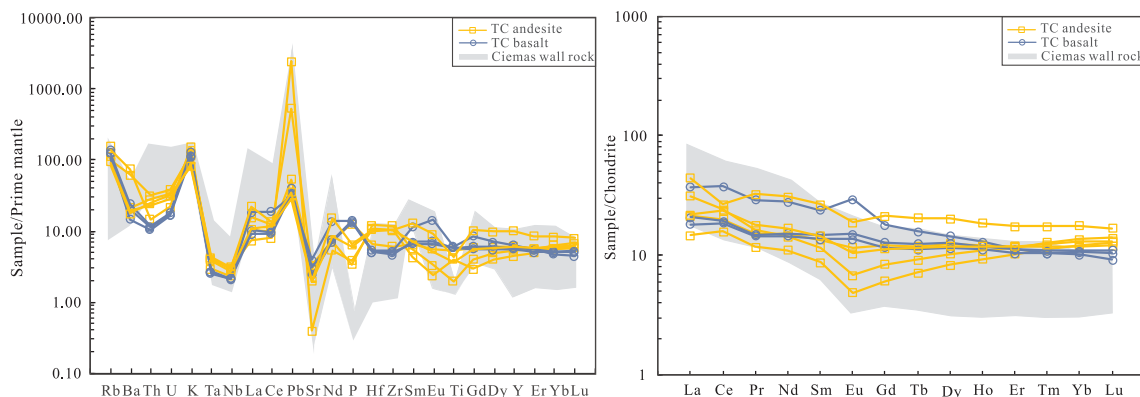 10000.00
1000.00
100.00
10.00
1.00
0.10
Sample/Prime mantle
TC andesite
TC basalt
Ciemas wall rock
Rb Ba Th U K Ta Nb La Ce Pb Sr Nd P Hf Zr Sm Eu Ti Gd Dy Y Er Yb Lu
1000
100
10
1
Sample/Chondrite
TC andesite
TC basalt
Ciemas wall rock
La Ce Pr Nd Sm Eu Gd Tb Dy Ho Er Tm Yb Lu